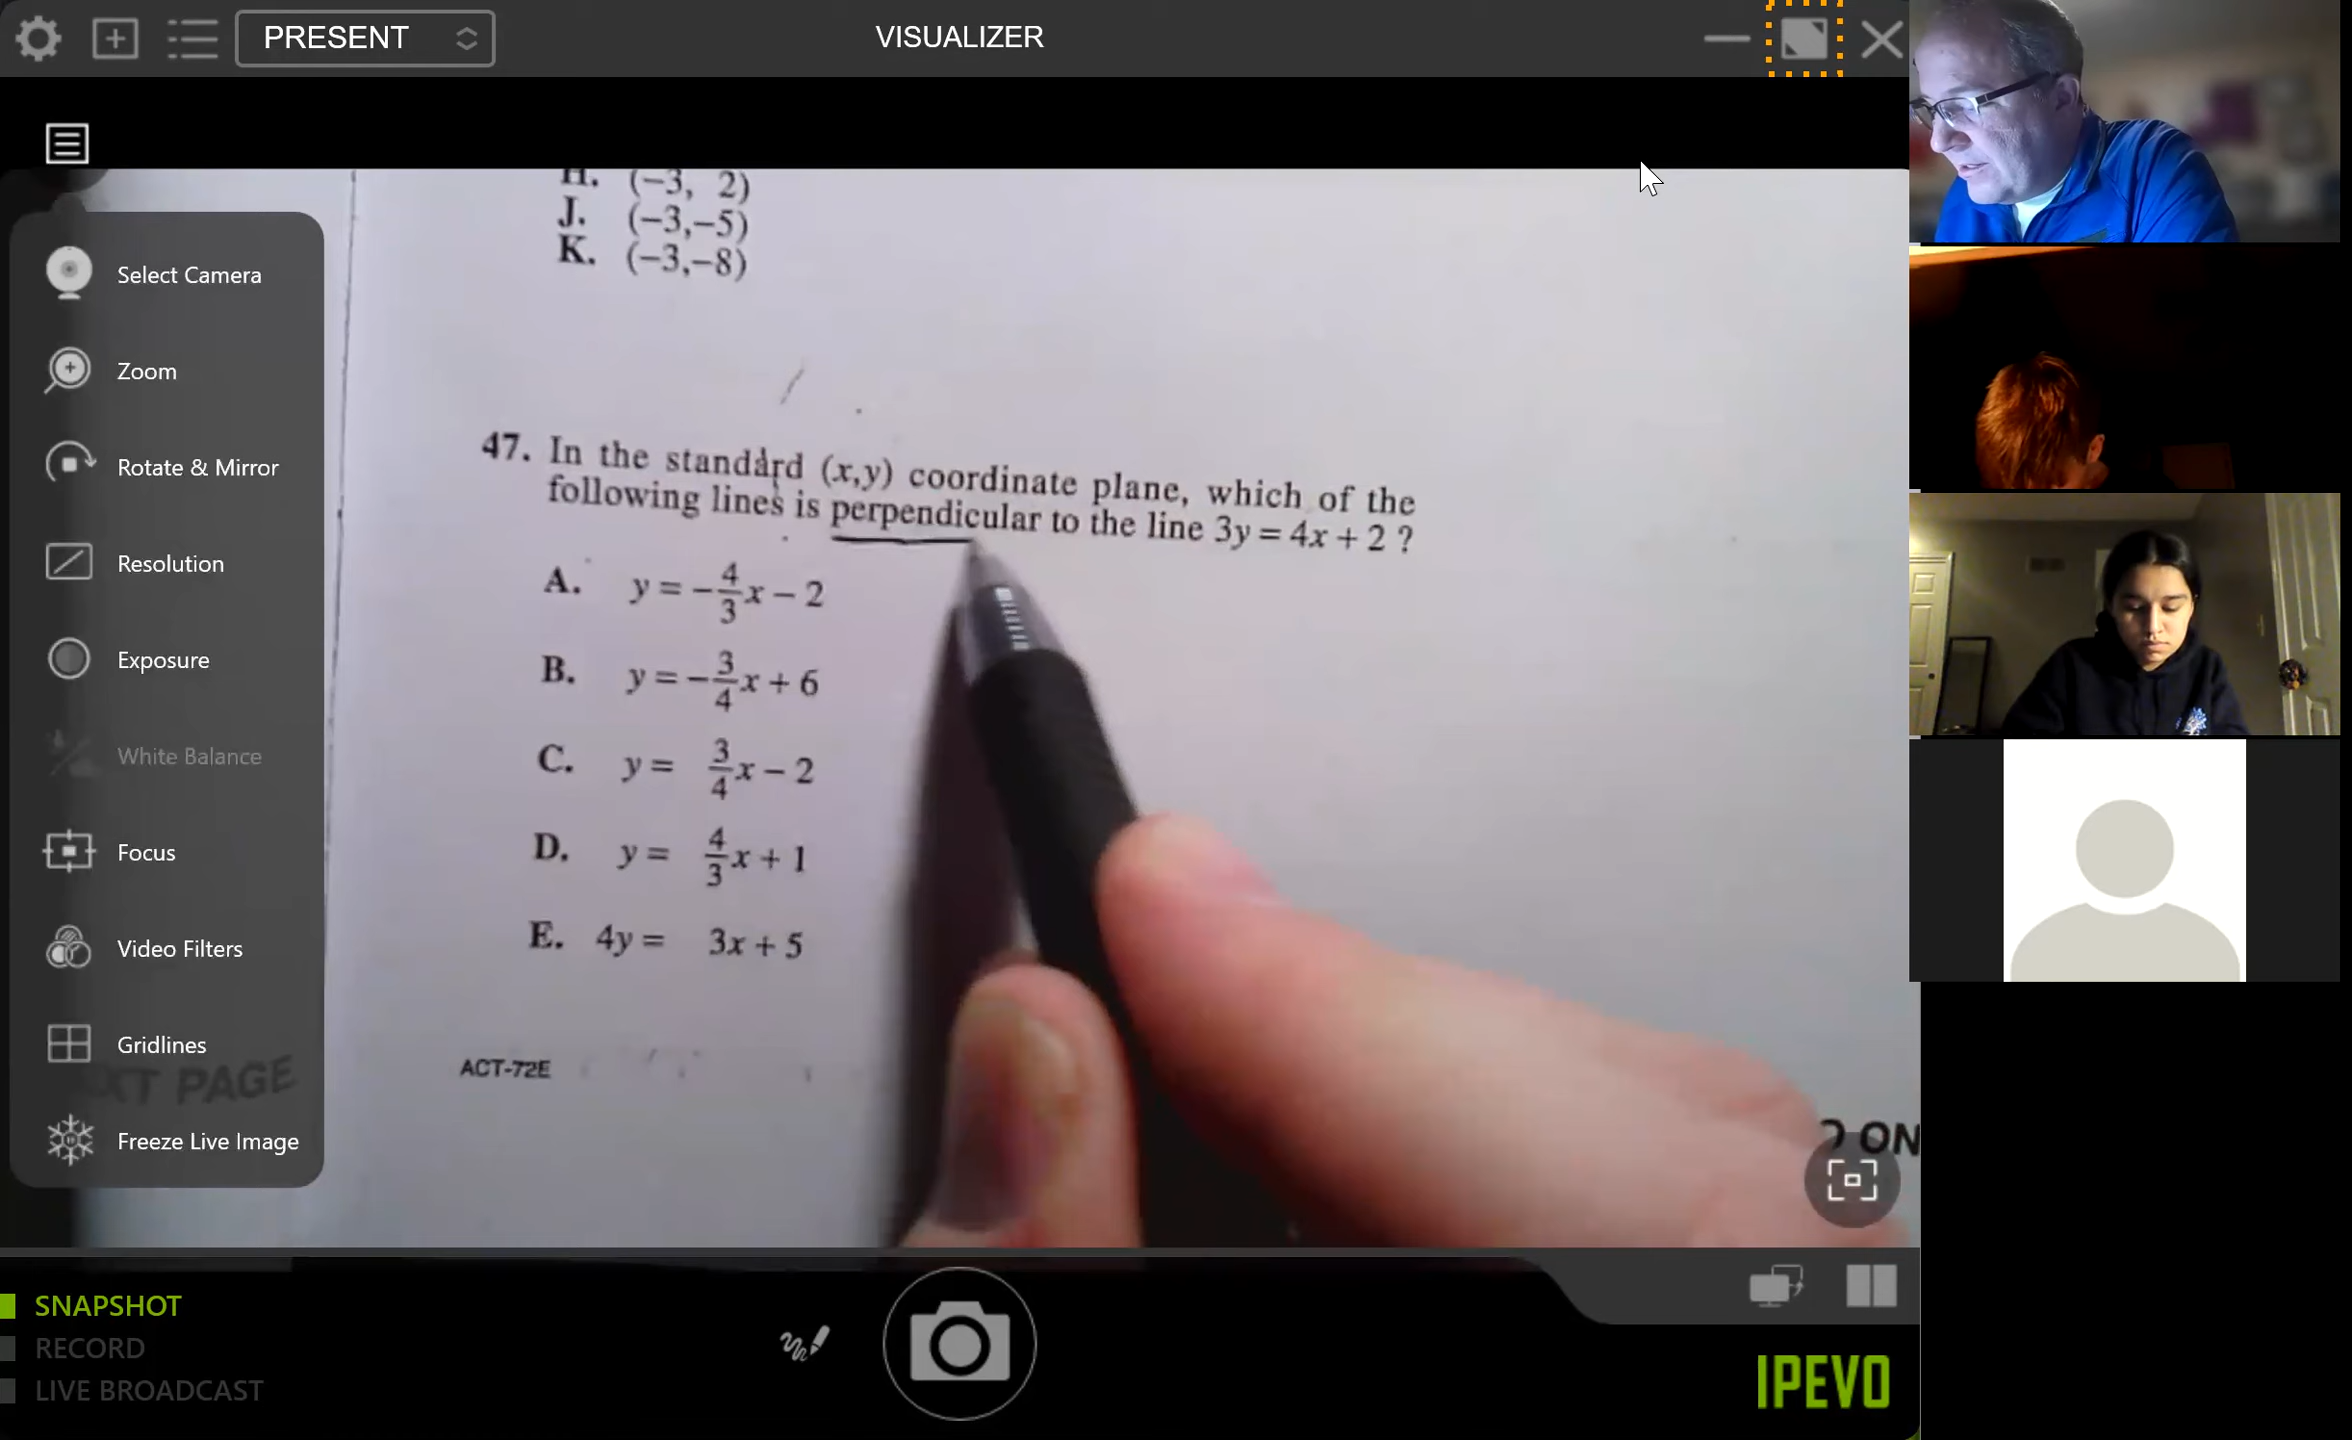 PRESENT
VISUALIZER
Select Camera
Zoom
Rotate & Mirror
Resolution
Exposure
White Balance
Focus
Video Filters
Gridlines
Freeze Live Image
H. (−3, 2)
J. (−3,−5)
K. (−3,−8)
47. In the standard (x,y) coordinate plane, which of the
following lines is perpendicular to the line 3y = 4x + 2 ?
A. y = −4/3x − 2
B. y = −3/4x + 6
C. y = 3/4x − 2
D. y = 4/3x + 1
E. 4y = 3x + 5
ACT-72E
PAGE
ON
SNAPSHOT
RECORD
LIVE BROADCAST
IPEVO